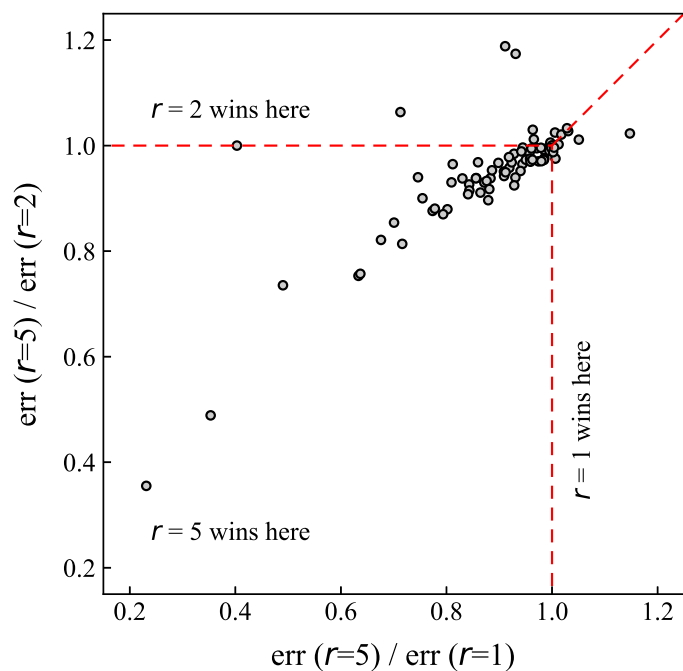 1.2
r = 2 wins here
1.0
0.8
0.6
0.4
0.2
err (r=5) / err (r=2)
r = 1 wins here
r = 5 wins here
0.2 0.4 0.6 0.8 1.0 1.2
err (r=5) / err (r=1)